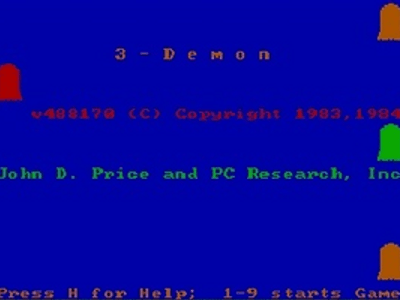 3 - D e m o n
v488170 (C) Copyright 1983,1984
John D. Price and PC Research, Inc
Press H for Help; 1-9 starts Game